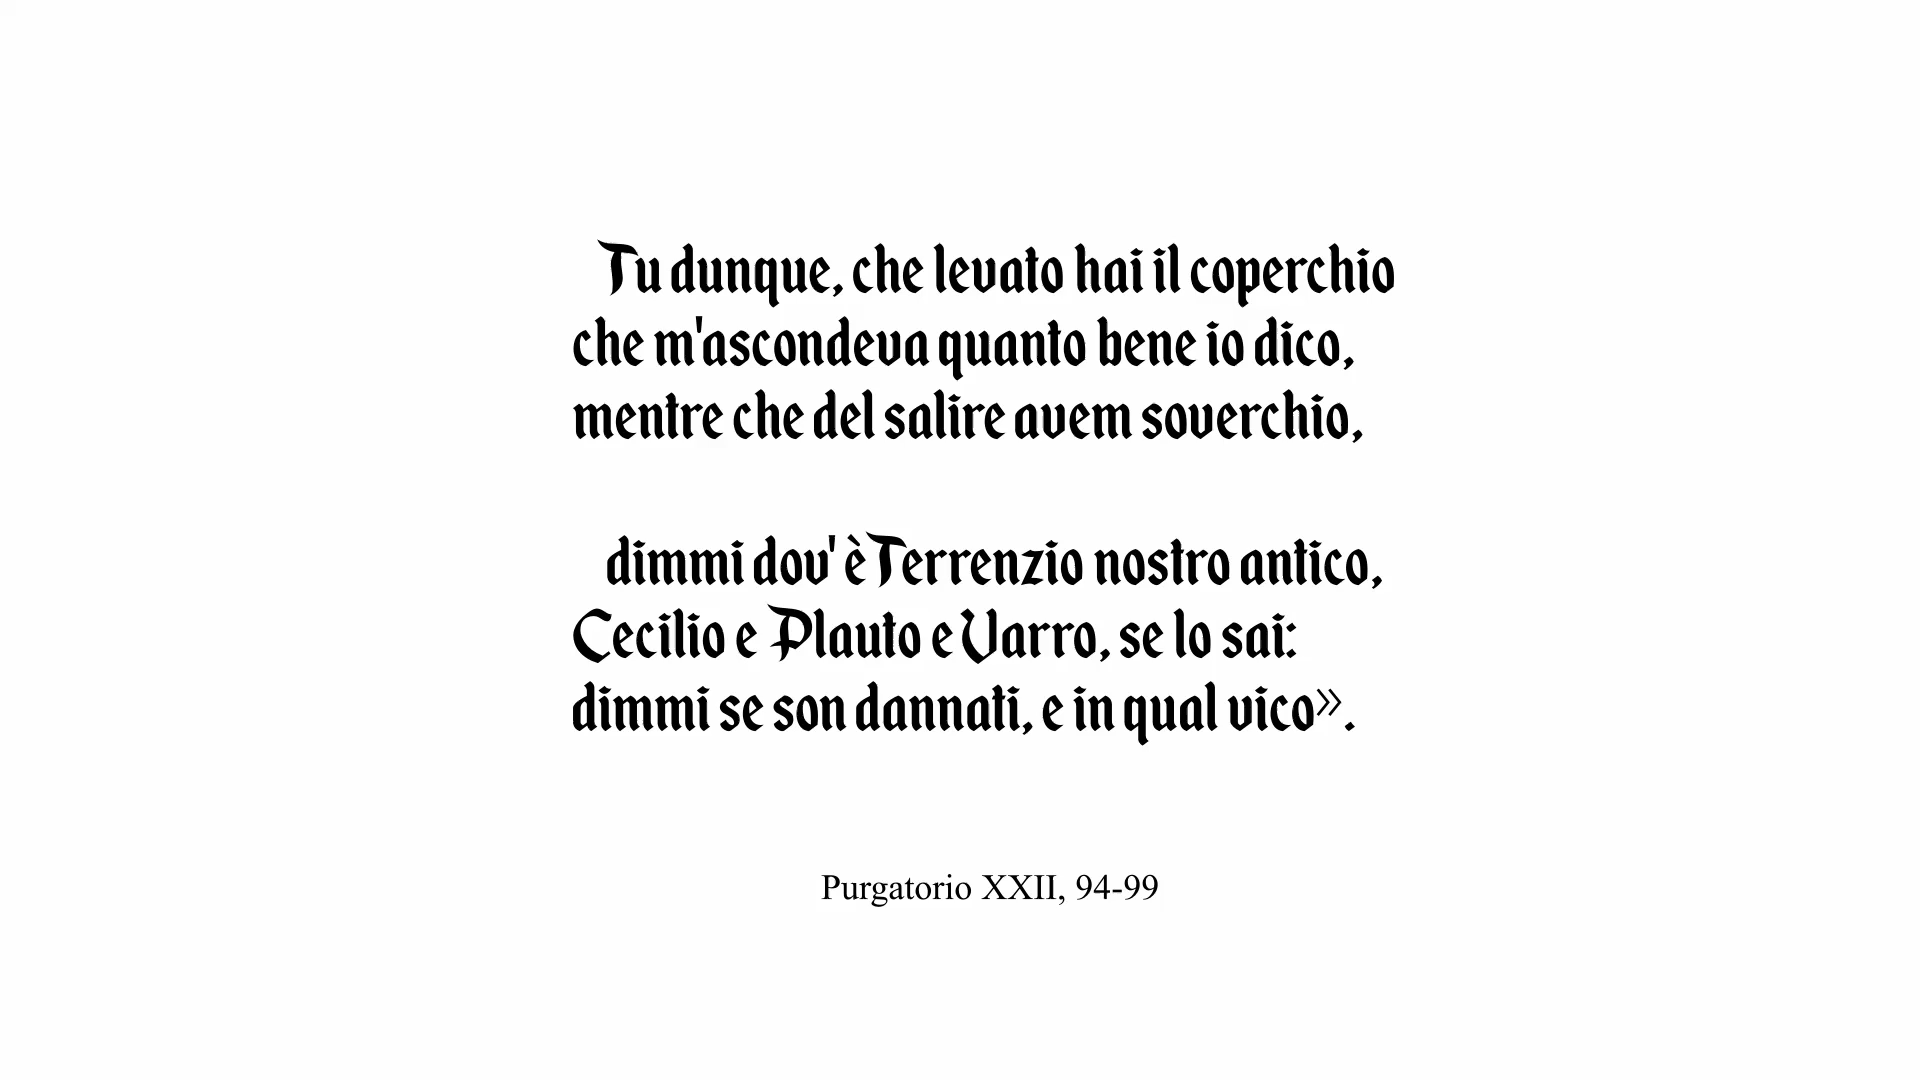 Tu dunque, che levato hai il coperchio
che m'ascondeva quanto bene io dico,
mentre che del salire avem soverchio,
dimmi dov' è Terrenzio nostro antico,
Cecilio e Plauto e Varro, se lo sai:
dimmi se son dannati, e in qual vico».
Purgatorio XXII, 94-99